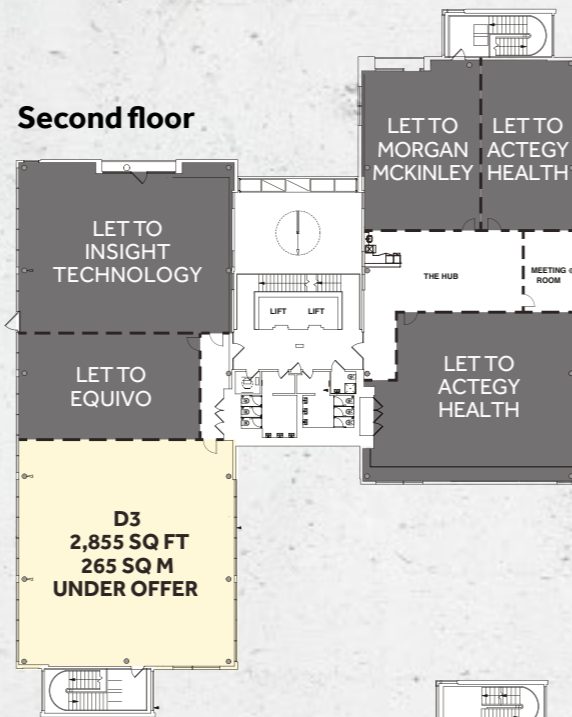 Second floor
LET TO
MORGAN
MCKINLEY
LET TO
ACTEGY
HEALTH
LET TO
INSIGHT
TECHNOLOGY
THE HUB
MEETING
ROOM
LIFT
LIFT
LET TO
EQUIVO
LET TO
ACTEGY
HEALTH
D3
2,855 SQ FT
265 SQ M
UNDER OFFER